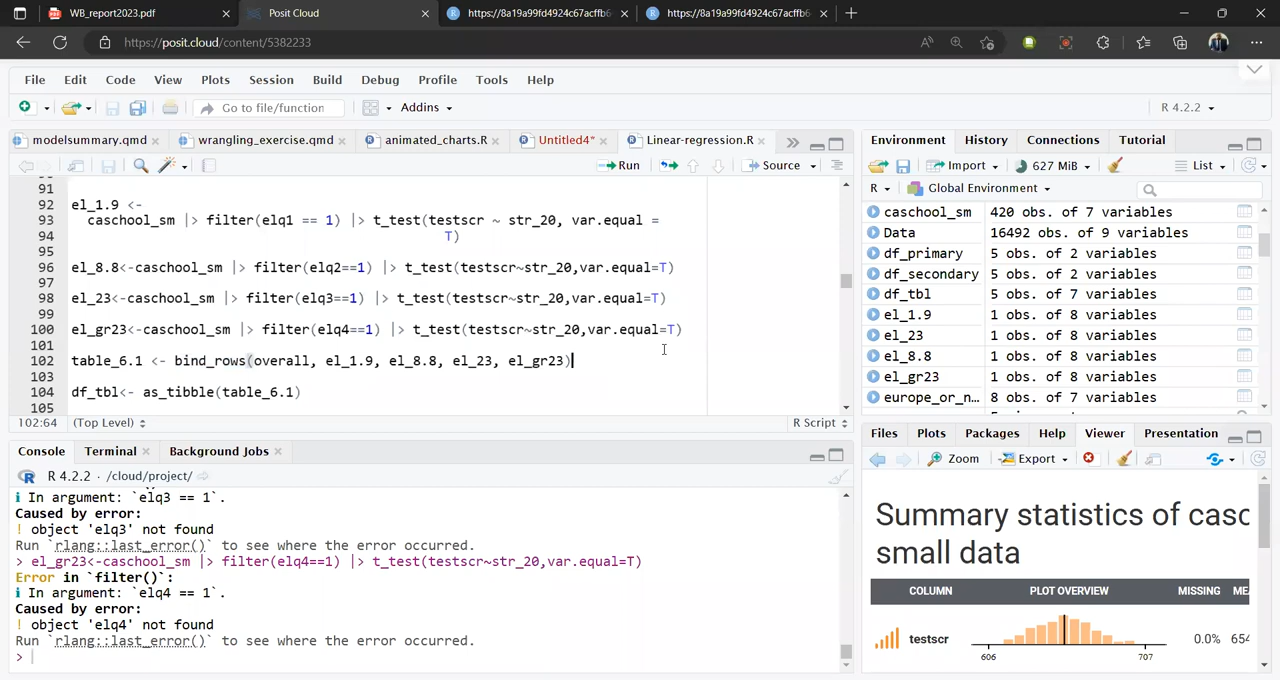 WB_report2023.pdf
Posit Cloud
https://8a19a99fd4924c67acffb6
https://8a19a99fd4924c67acffb6
https://posit.cloud/content/5382233
File Edit Code View Plots Session Build Debug Profile Tools Help
Go to file/function
Addins
R 4.2.2
modelsummary.qmd
wrangling_exercise.qmd
animated_charts.R
Untitled4*
Linear-regression.R
Run
Source
91
92 el_1.9 <-
93 caschool_sm |> filter(elq1 == 1) |> t_test(testscr ~ str_20, var.equal =
94 T)
95
96 el_8.8<-caschool_sm |> filter(elq2==1) |> t_test(testscr~str_20,var.equal=T)
97
98 el_23<-caschool_sm |> filter(elq3==1) |> t_test(testscr~str_20,var.equal=T)
99
100 el_gr23<-caschool_sm |> filter(elq4==1) |> t_test(testscr~str_20,var.equal=T)
101
102 table_6.1 <- bind_rows(overall, el_1.9, el_8.8, el_23, el_gr23)
103
104 df_tbl<- as_tibble(table_6.1)
105
102:64 (Top Level) R Script
Console Terminal Background Jobs
R 4.2.2 · /cloud/project/
ℹ In argument: `elq3 == 1`.
Caused by error:
! object 'elq3' not found
Run `rlang::last_error()` to see where the error occurred.
> el_gr23<-caschool_sm |> filter(elq4==1) |> t_test(testscr~str_20,var.equal=T)
Error in `filter()`:
ℹ In argument: `elq4 == 1`.
Caused by error:
! object 'elq4' not found
Run `rlang::last_error()` to see where the error occurred.
>
Environment History Connections Tutorial
Import
627 MiB
List
R Global Environment
caschool_sm 420 obs. of 7 variables
Data 16492 obs. of 9 variables
df_primary 5 obs. of 2 variables
df_secondary 5 obs. of 2 variables
df_tbl 5 obs. of 7 variables
el_1.9 1 obs. of 8 variables
el_23 1 obs. of 8 variables
el_8.8 1 obs. of 8 variables
el_gr23 1 obs. of 8 variables
europe_or_n... 8 obs. of 7 variables
Files Plots Packages Help Viewer Presentation
Zoom
Export
Summary statistics of casc
small data
COLUMN PLOT OVERVIEW MISSING MEA
testscr 0.0% 654
606 707